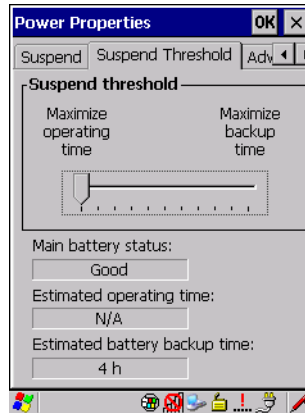 Power Properties OK ×
Suspend Suspend Threshold Adv
Suspend threshold
Maximize operating time
Maximize backup time
Main battery status:
Good
Estimated operating time:
N/A
Estimated battery backup time:
4 h